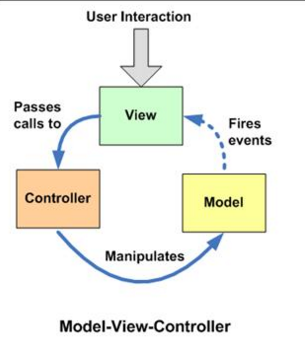 User Interaction
Passes
calls to
View
Fires
events
Controller
Model
Manipulates
Model-View-Controller